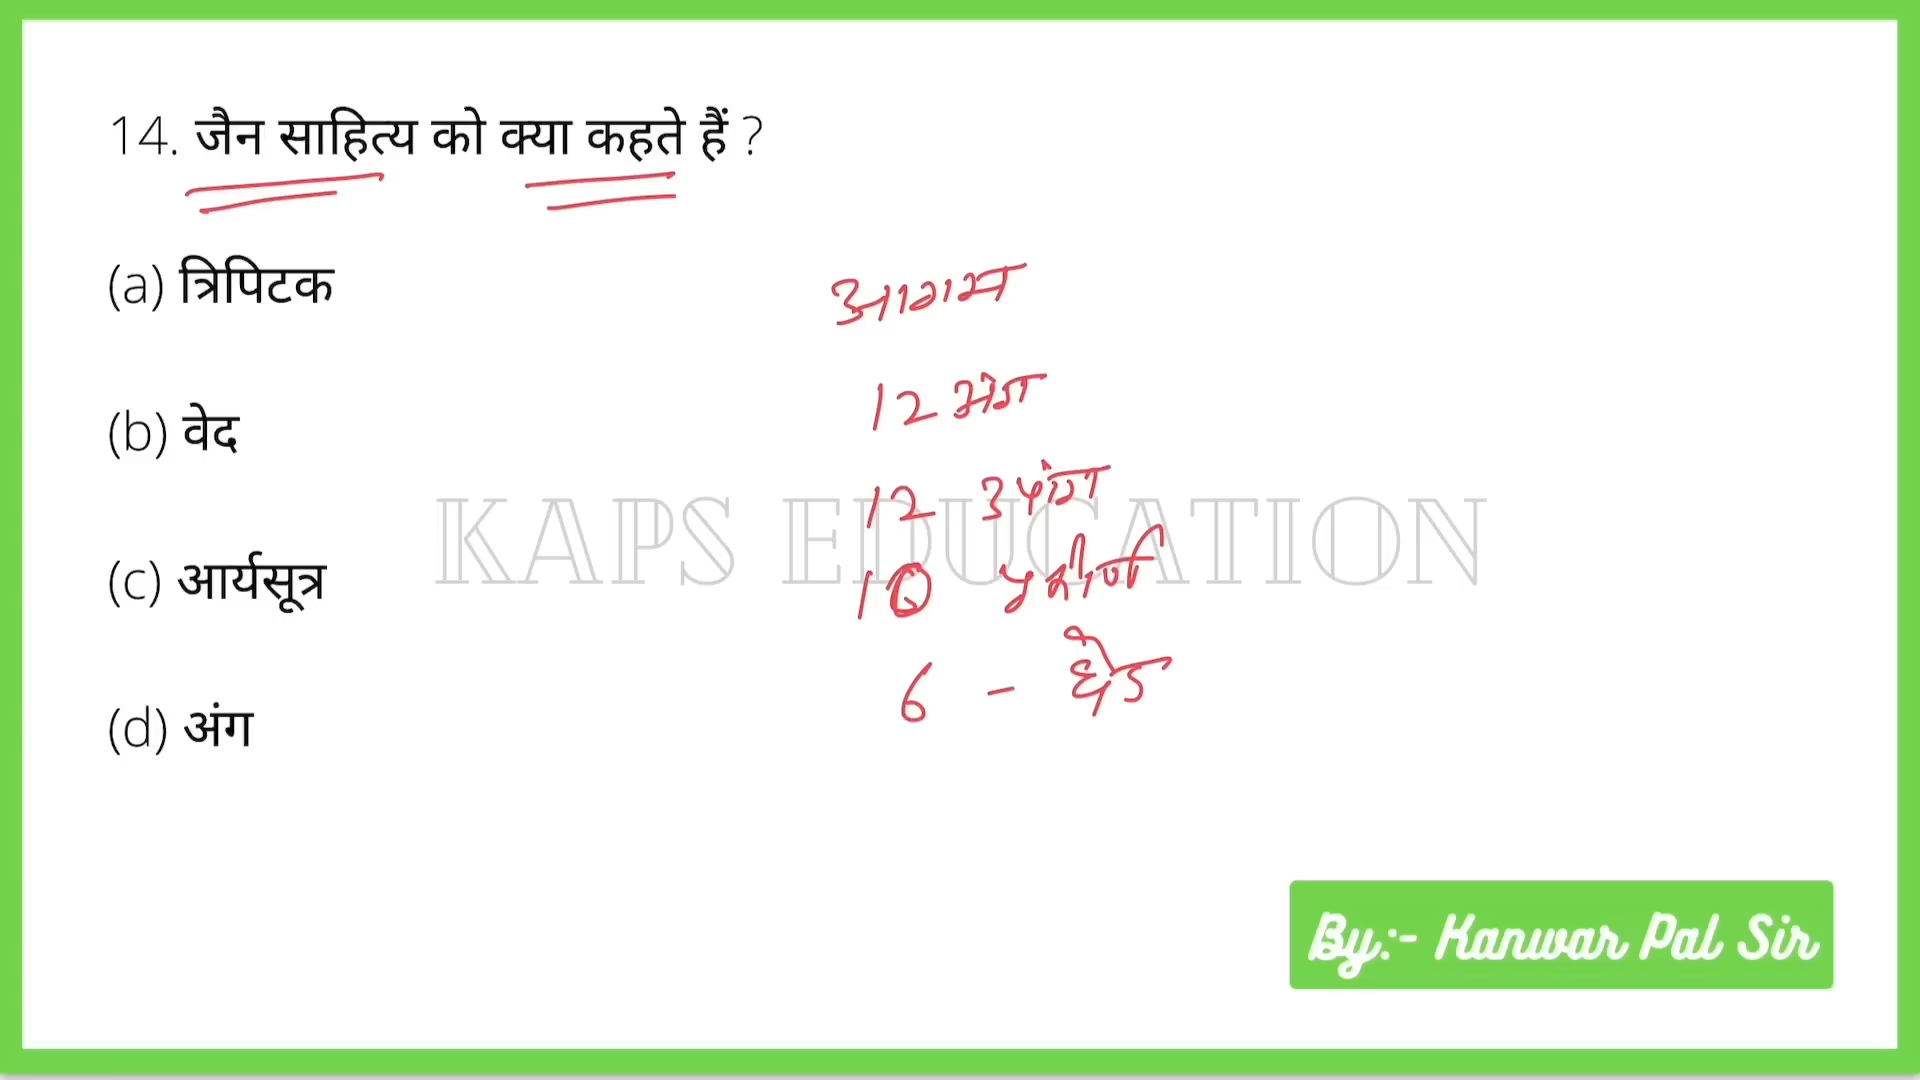 14. जैन साहित्य को क्या कहते हैं ?
(a) त्रिपिटक
आगम
(b) वेद
12 अंग
12 उपंग
KAPS EDUCATION
(c) आर्यसूत्र
10 प्रकीर्ण
6 - छेद
(d) अंग
By:- Kanwar Pal Sir